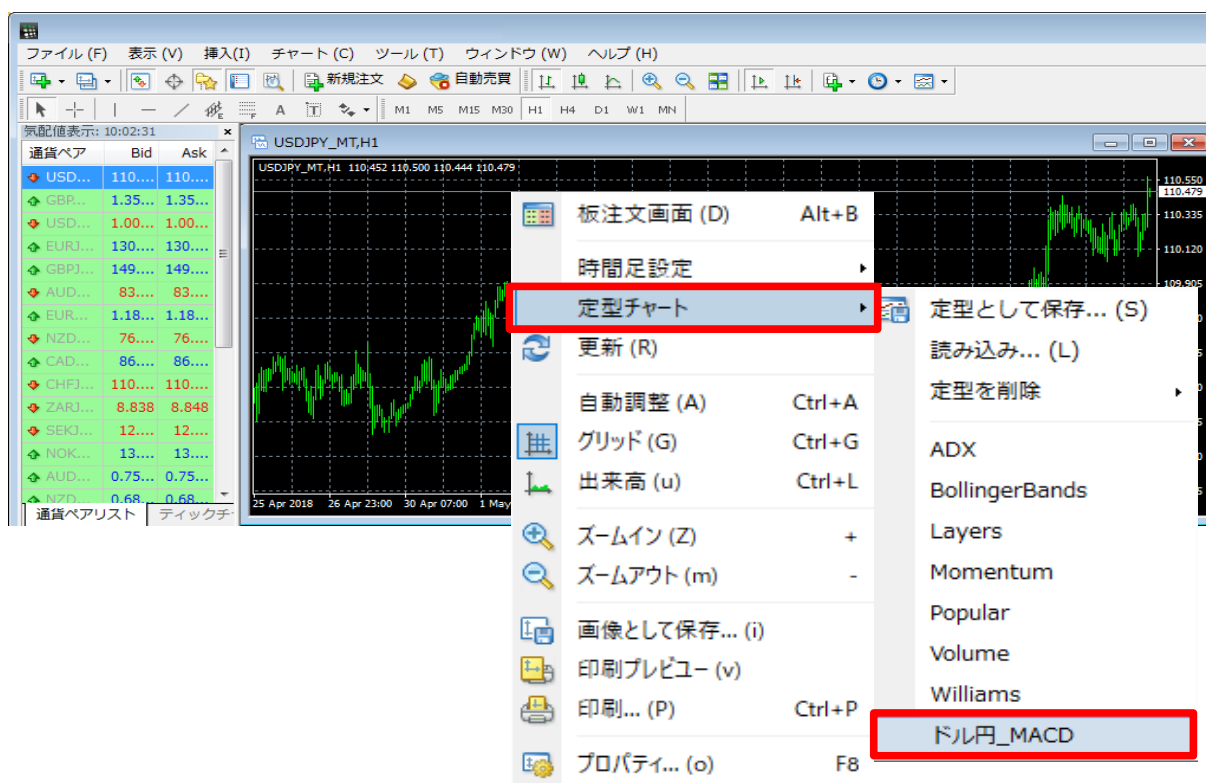 ファイル (F) 表示 (V) 挿入(I) チャート (C) ツール (T) ウィンドウ (W) ヘルプ (H)
新規注文 自動売買
A T E F M1 M5 M15 M30 H1 H4 D1 W1 MN
気配値表示: 10:02:31
通貨ペア Bid Ask
USD... 110.... 110....
GBP... 1.35... 1.35...
USD... 1.00... 1.00...
EURJ... 130.... 130....
GBPJ... 149.... 149....
AUD... 83.... 83....
EUR... 1.18... 1.18...
NZD... 76.... 76....
CAD... 86.... 86....
CHFJ... 110.... 110....
ZARJ... 8.838 8.848
SEKJ... 12.... 12....
NOK... 13.... 13....
AUD... 0.75... 0.75...
NZD... 0.68... 0.68...
通貨ペアリスト ティックチ
USDJPY_MT,H1
USDJPY_MT,H1 110.452 110.500 110.444 110.479
110.550
110.479
110.335
110.120
109.905
25 Apr 2018 26 Apr 23:00 30 Apr 07:00 1 May
板注文画面 (D) Alt+B
時間足設定
定型チャート
更新 (R)
自動調整 (A) Ctrl+A
グリッド (G) Ctrl+G
出来高 (u) Ctrl+L
ズームイン (Z) +
ズームアウト (m) -
画像として保存... (i)
印刷プレビュー (v)
印刷... (P) Ctrl+P
プロパティ... (o) F8
定型として保存... (S)
読み込み... (L)
定型を削除
ADX
BollingerBands
Layers
Momentum
Popular
Volume
Williams
ドル円_MACD